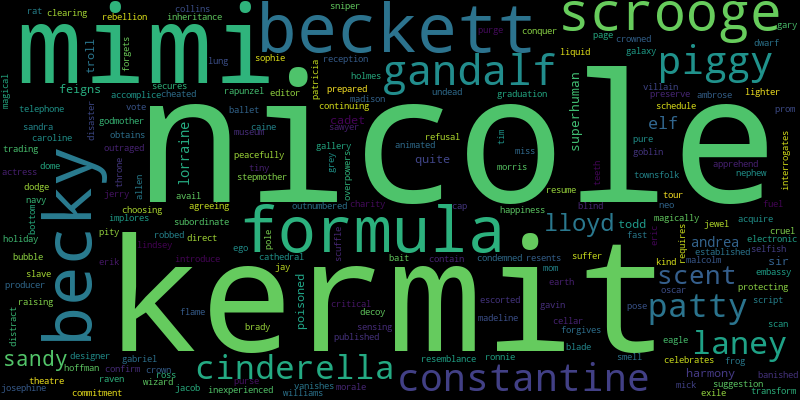 rat clearing rebellion collins inheritance sniper gary
mimi beckett scrooge
page crowned
troll forgets sophie purge conquer liquid galaxy dwarf
magical feigns secures lung reception holmes gandalf piggy
accomplice cheated rapunzel editor patricia prepared undead villain preserve ambrose lighter
telephone vote ballet continuing madison graduation schedule prom
godmother obtains museum caine cadet sawyer refusal tim superhuman elf pure
sandra disaster outraged gallery animated miss goblin townsfolk
caroline lorraine peacefully quite morris teeth apprehend nephew interrogates
trading dome tiny grey overpowers
actress throne stepmother nicole resume blind neo tour
dodge jerry allen avail charity cap happiness magically jewel fuel
navy choosing agreeing outnumbered acquire
bottom implores subordinate formula lloyd todd cruel
becky pity robbed direct pole scuffle fast eric requires electronic
holiday lindsey ego cathedral condemned resents andrea established selfish
bubble erik introduce jay bait contain suffer kind malcolm sir
slave kermit mom earth scent embassy
producer poisoned critical decoy escorted gavin oscar protecting
raising flame sensing madeline pose patty script
distract brady published cellar forgives scan
designer resemblance ronnie blade eagle laney
sandy hoffman gabriel cinderella smell celebrates frog
confirm crown ross vanishes constantine harmony banished
theatre raven wizard jacob purse morale mick suggestion
josephine commitment inexperienced williams exile transform